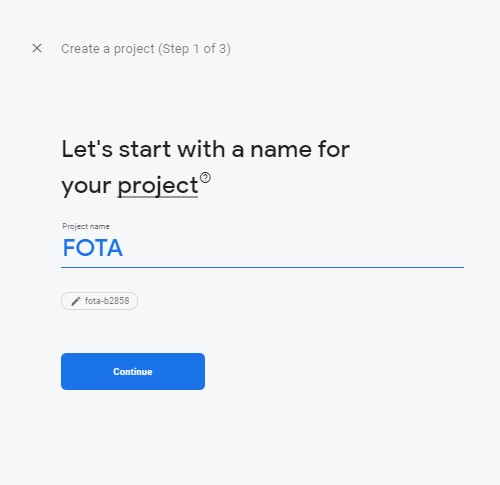 Create a project (Step 1 of 3)
Let's start with a name for
your project
Project name
FOTA
fota-b2858
Continue